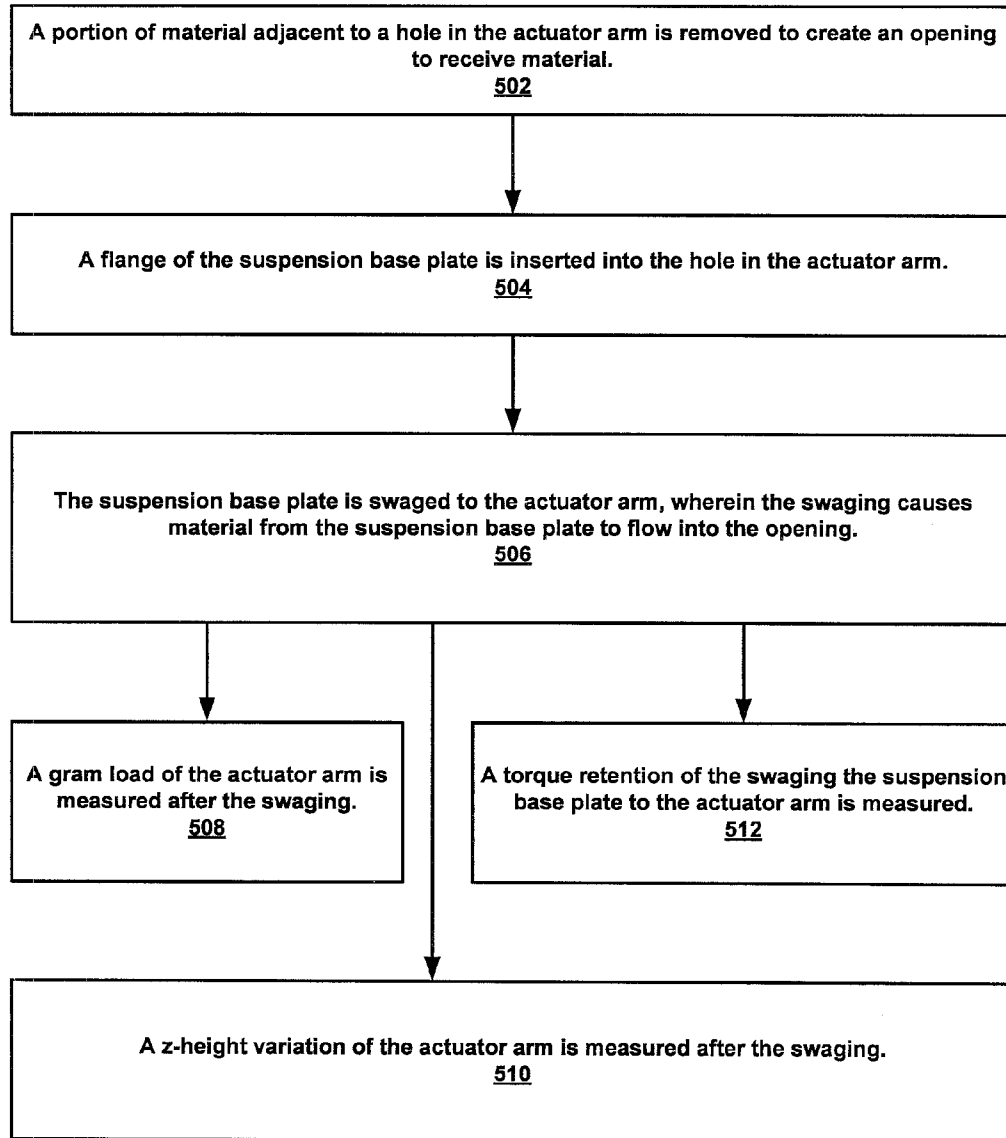 A portion of material adjacent to a hole in the actuator arm is removed to create an opening
to receive material.
502
A flange of the suspension base plate is inserted into the hole in the actuator arm.
504
The suspension base plate is swaged to the actuator arm, wherein the swaging causes
material from the suspension base plate to flow into the opening.
506
A gram load of the actuator arm is
measured after the swaging.
508
A torque retention of the swaging the suspension
base plate to the actuator arm is measured.
512
A z-height variation of the actuator arm is measured after the swaging.
510